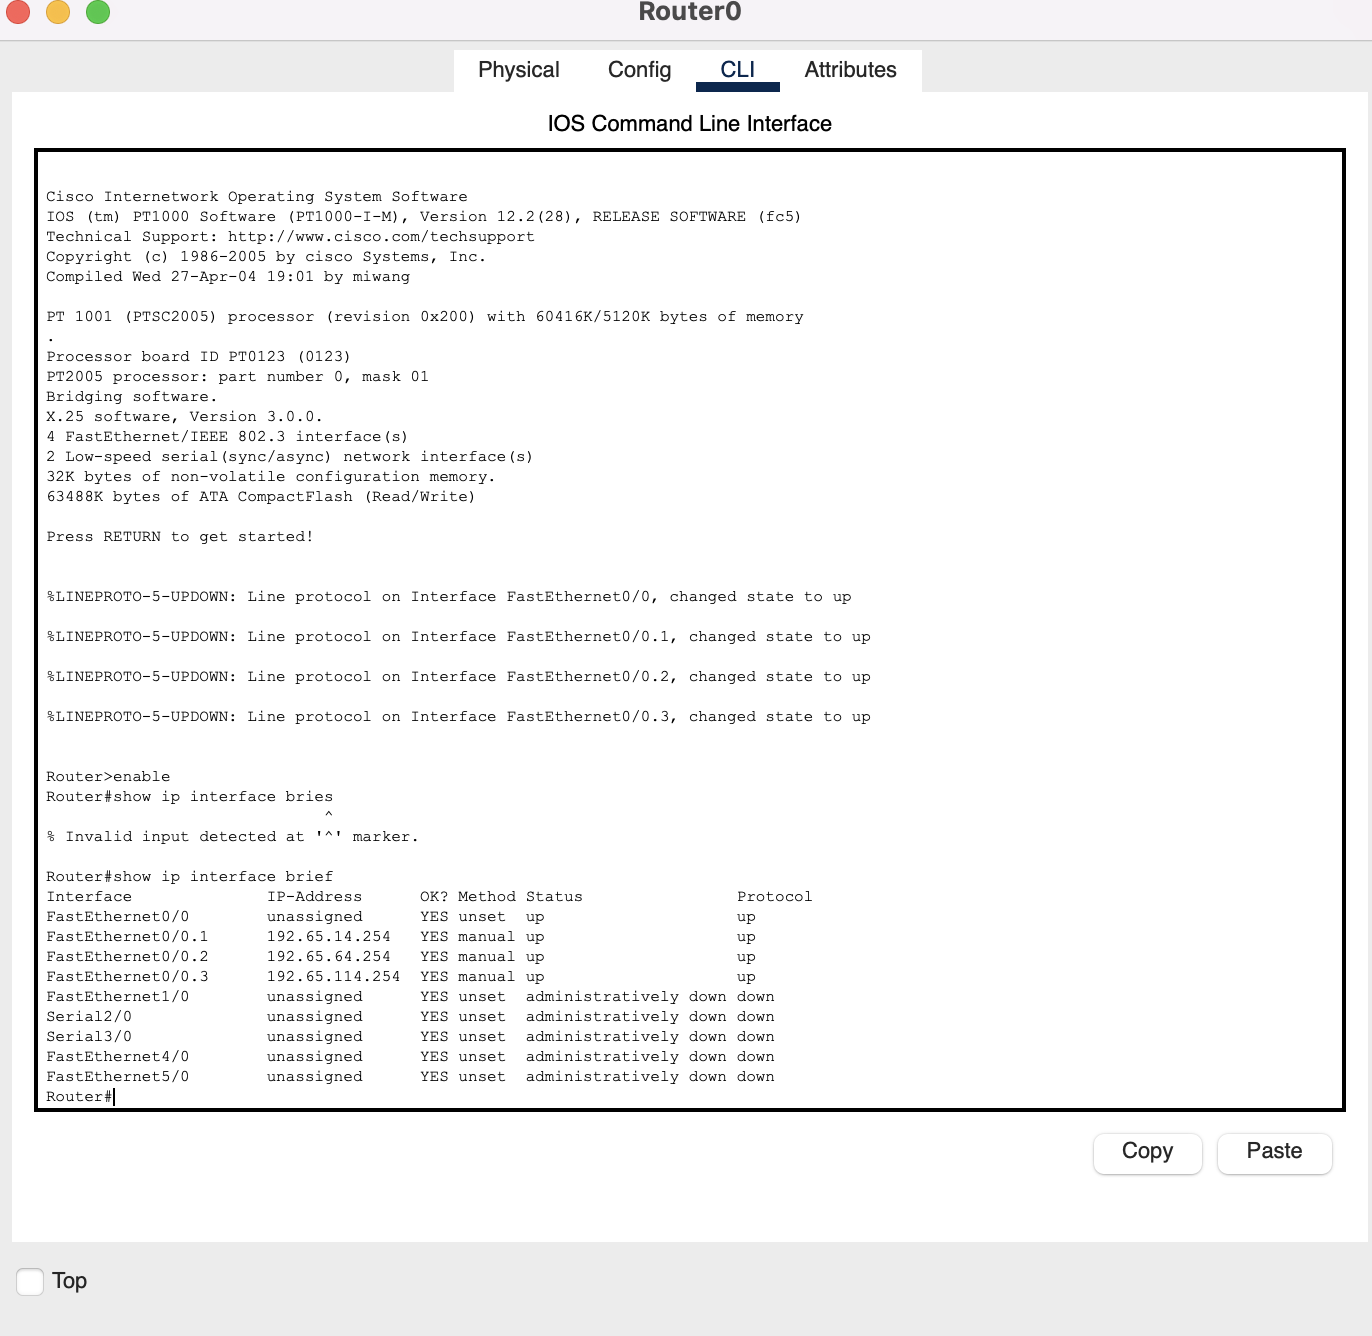 Router0
Physical Config CLI Attributes
IOS Command Line Interface
Cisco Internetwork Operating System Software
IOS (tm) PT1000 Software (PT1000-I-M), Version 12.2(28), RELEASE SOFTWARE (fc5)
Technical Support: http://www.cisco.com/techsupport
Copyright (c) 1986-2005 by cisco Systems, Inc.
Compiled Wed 27-Apr-04 19:01 by miwang
PT 1001 (PTSC2005) processor (revision 0x200) with 60416K/5120K bytes of memory
.
Processor board ID PT0123 (0123)
PT2005 processor: part number 0, mask 01
Bridging software.
X.25 software, Version 3.0.0.
4 FastEthernet/IEEE 802.3 interface(s)
2 Low-speed serial(sync/async) network interface(s)
32K bytes of non-volatile configuration memory.
63488K bytes of ATA CompactFlash (Read/Write)
Press RETURN to get started!
%LINEPROTO-5-UPDOWN: Line protocol on Interface FastEthernet0/0, changed state to up
%LINEPROTO-5-UPDOWN: Line protocol on Interface FastEthernet0/0.1, changed state to up
%LINEPROTO-5-UPDOWN: Line protocol on Interface FastEthernet0/0.2, changed state to up
%LINEPROTO-5-UPDOWN: Line protocol on Interface FastEthernet0/0.3, changed state to up
Router>enable
Router#show ip interface bries
^
% Invalid input detected at '^' marker.
Router#show ip interface brief
Interface IP-Address OK? Method Status Protocol
FastEthernet0/0 unassigned YES unset up up
FastEthernet0/0.1 192.65.14.254 YES manual up up
FastEthernet0/0.2 192.65.64.254 YES manual up up
FastEthernet0/0.3 192.65.114.254 YES manual up up
FastEthernet1/0 unassigned YES unset administratively down down
Serial2/0 unassigned YES unset administratively down down
Serial3/0 unassigned YES unset administratively down down
FastEthernet4/0 unassigned YES unset administratively down down
FastEthernet5/0 unassigned YES unset administratively down down
Router#
Copy Paste
Top